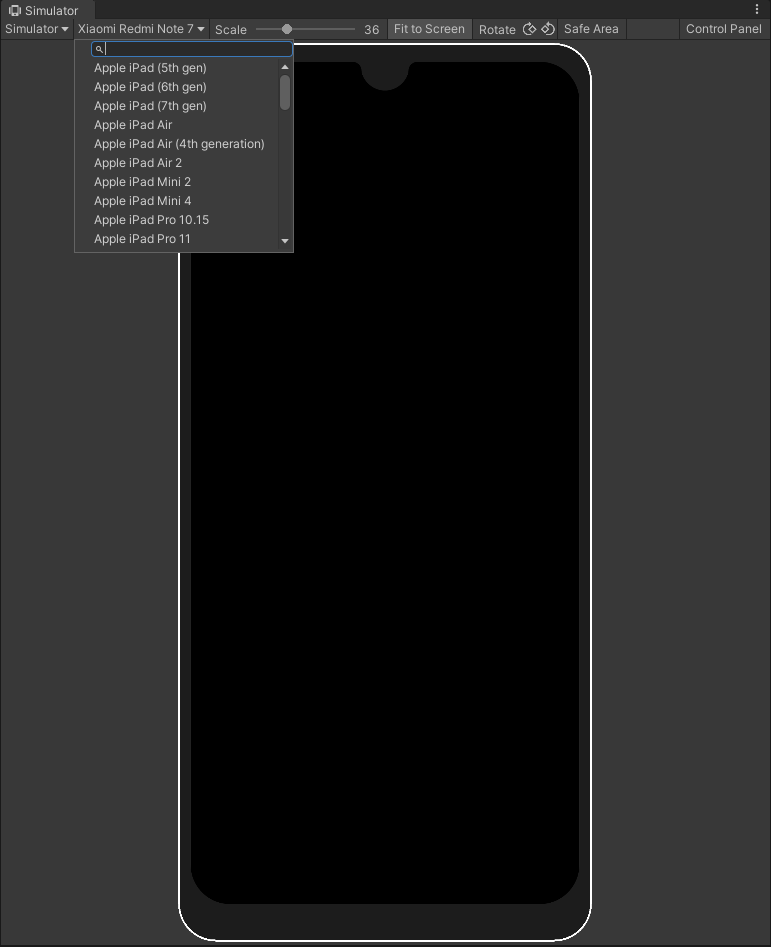 Simulator
Simulator Xiaomi Redmi Note 7 Scale 36 Fit to Screen Rotate Safe Area Control Panel
Apple iPad (5th gen)
Apple iPad (6th gen)
Apple iPad (7th gen)
Apple iPad Air
Apple iPad Air (4th generation)
Apple iPad Air 2
Apple iPad Mini 2
Apple iPad Mini 4
Apple iPad Pro 10.15
Apple iPad Pro 11